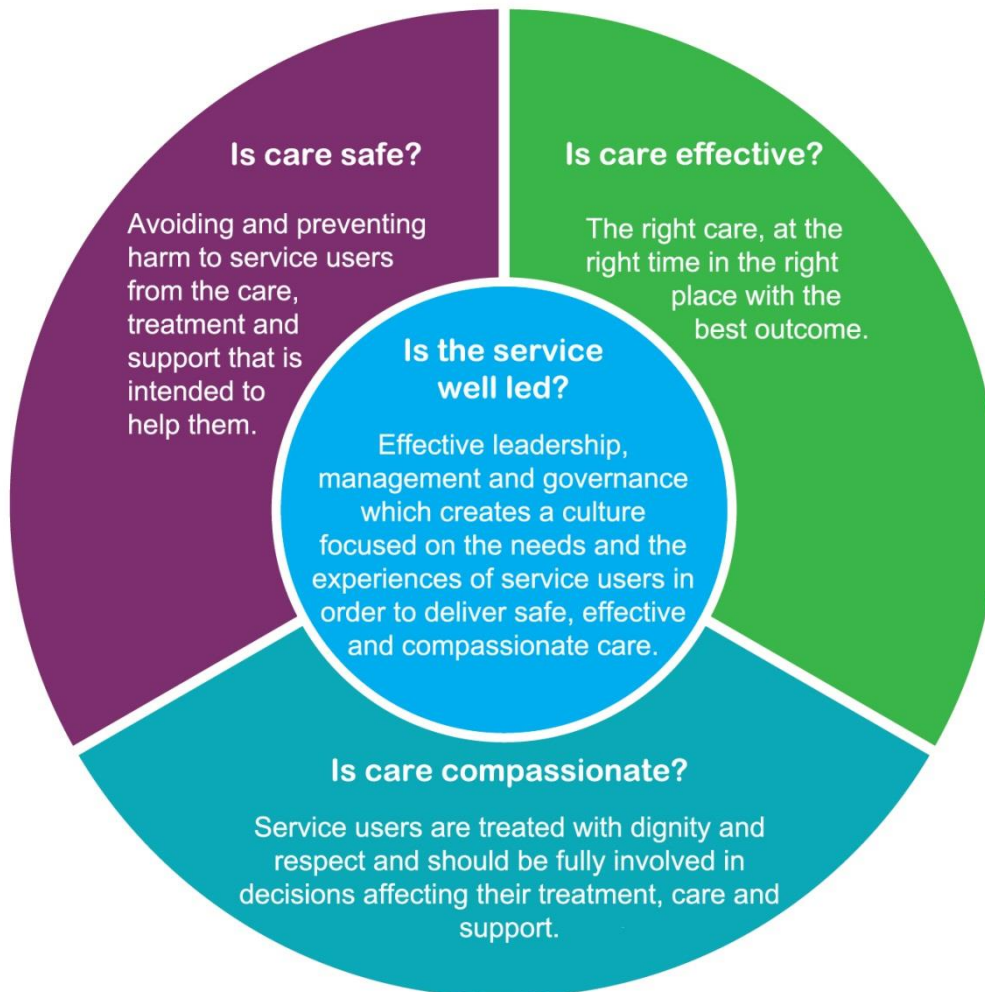 Is care safe?
Avoiding and preventing
harm to service users
from the care,
treatment and
support that is
intended to
help them.
Is care effective?
The right care, at the
right time in the right
place with the
best outcome.
Is the service
well led?
Effective leadership,
management and governance
which creates a culture
focused on the needs and the
experiences of service users in
order to deliver safe, effective
and compassionate care.
Is care compassionate?
Service users are treated with dignity and
respect and should be fully involved in
decisions affecting their treatment, care and
support.